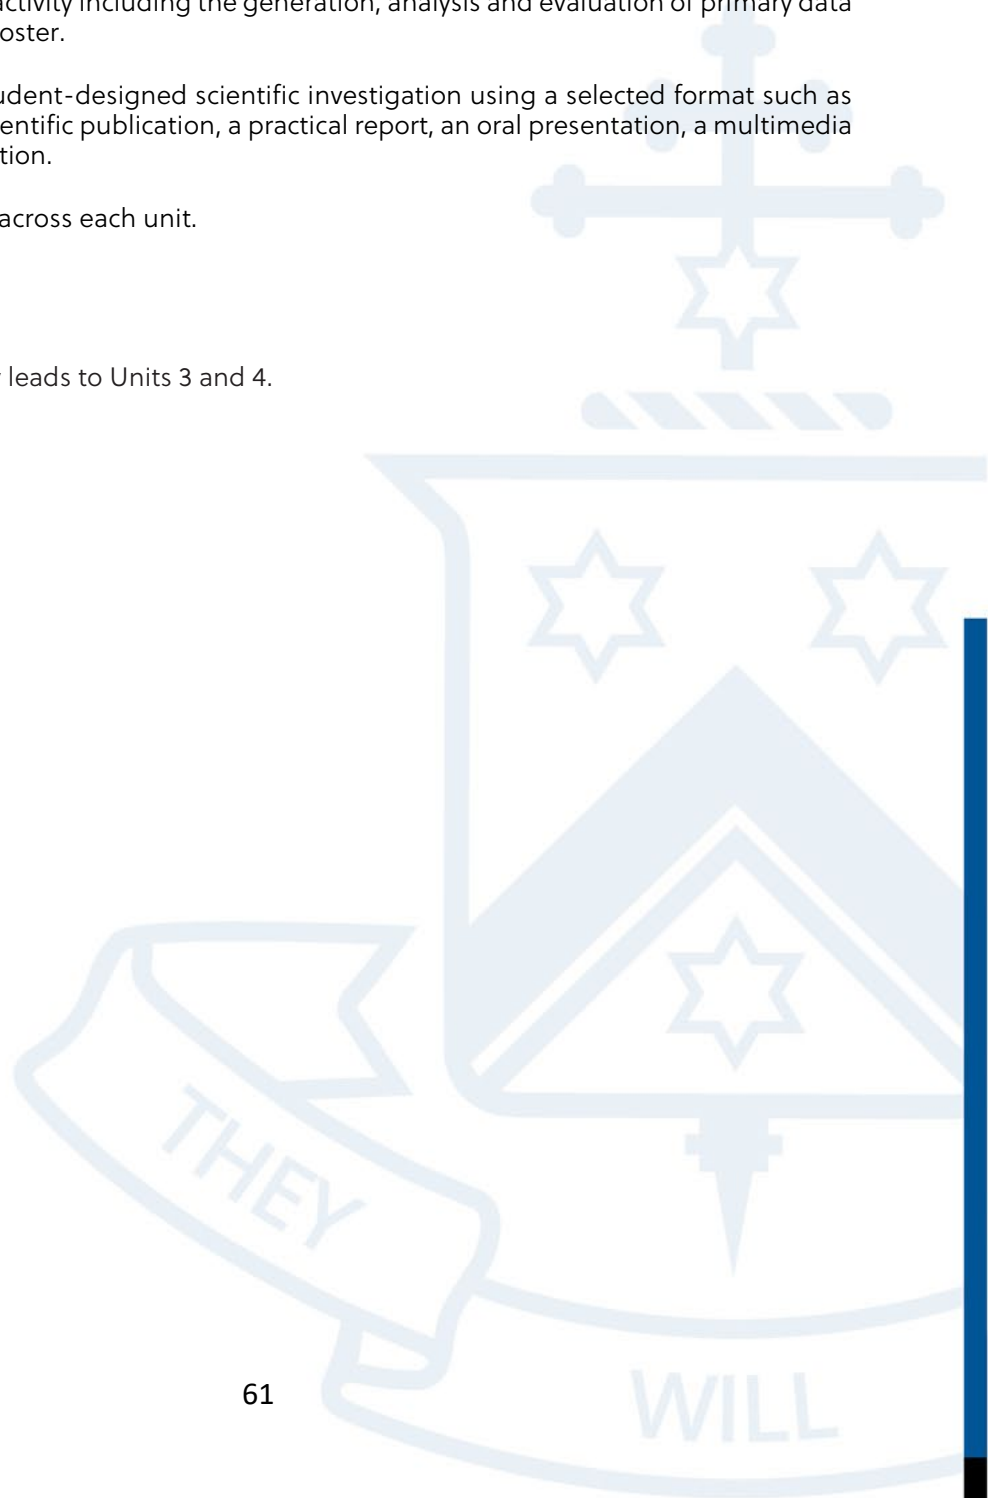 activity including the generation, analysis and evaluation of primary data
oster.
udent-designed scientific investigation using a selected format such as
entific publication, a practical report, an oral presentation, a multimedia
tion.
across each unit.
leads to Units 3 and 4.
THEY
WILL
61